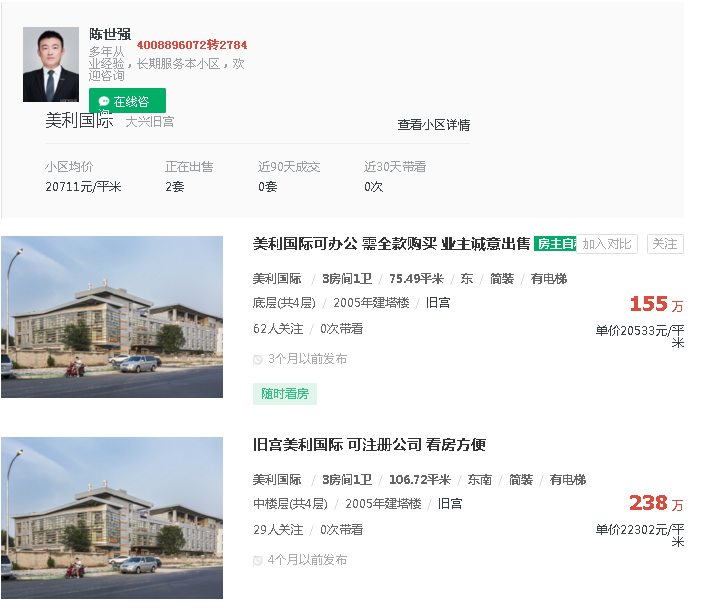 陈世强
多年从
4008896072转2784
业经验，长期服务本小区，欢
迎咨询
在线咨
询
美利国际 大兴旧宫 查看小区详情
小区均价 正在出售 近90天成交 近30天带看
20711元/平米 2套 0套 0次
美利国际可办公 需全款购买 业主诚意出售 房主自 加入对比 关注
美利国际 / 3房间1卫 / 75.49平米 / 东 / 简装 / 有电梯
底层(共4层) / 2005年建塔楼 / 旧宫
155 万
62人关注 / 0次带看
单价20533元/平
米
3个月以前发布
随时看房
旧宫美利国际 可注册公司 看房方便
美利国际 / 3房间1卫 / 106.72平米 / 东南 / 简装 / 有电梯
中楼层(共4层) / 2005年建塔楼 / 旧宫
238 万
29人关注 / 0次带看
单价22302元/平
米
4个月以前发布